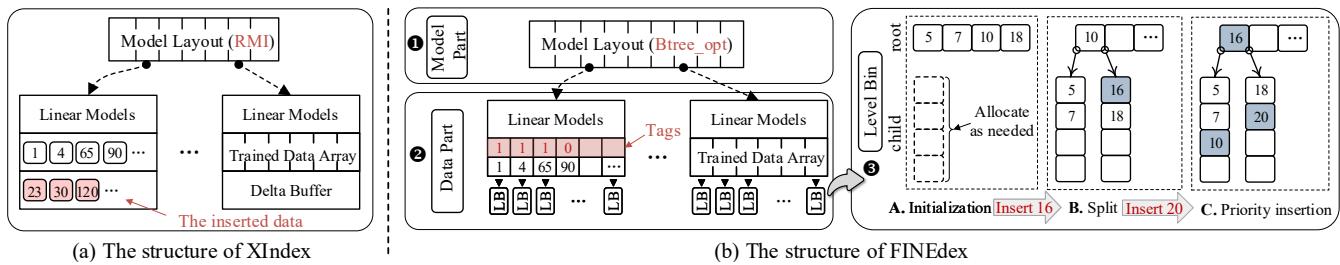 Model Layout (RMI)
Linear Models
1 4 65 90 ...
23 30 120 ...
The inserted data
...
Linear Models
Trained Data Array
Delta Buffer
(a) The structure of XIndex
❶
Model
Part
Model Layout (Btree_opt)
❷
Data Part
Linear Models
1 1 1 0
1 4 65 90 ...
LB LB LB ... LB
Tags
...
Linear Models
Trained Data Array
LB LB LB ... LB
❸
Level Bin
root
child
5 7 10 18
Allocate
as needed
A. Initialization
Insert 16
10 ...
5 16
7 18
B. Split
Insert 20
16 ...
5 18
7 20
10
C. Priority insertion
(b) The structure of FINEdex